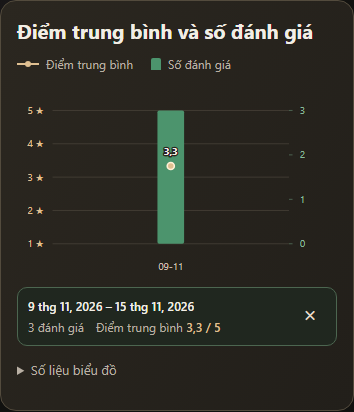 Điểm trung bình và số đánh giá
Điểm trung bình Số đánh giá
5 ★ 3
4 ★
2
3,3
3 ★
1
2 ★
1 ★ 0
09-11
9 thg 11, 2026 – 15 thg 11, 2026
3 đánh giá Điểm trung bình 3,3 / 5
✕
▶ Số liệu biểu đồ